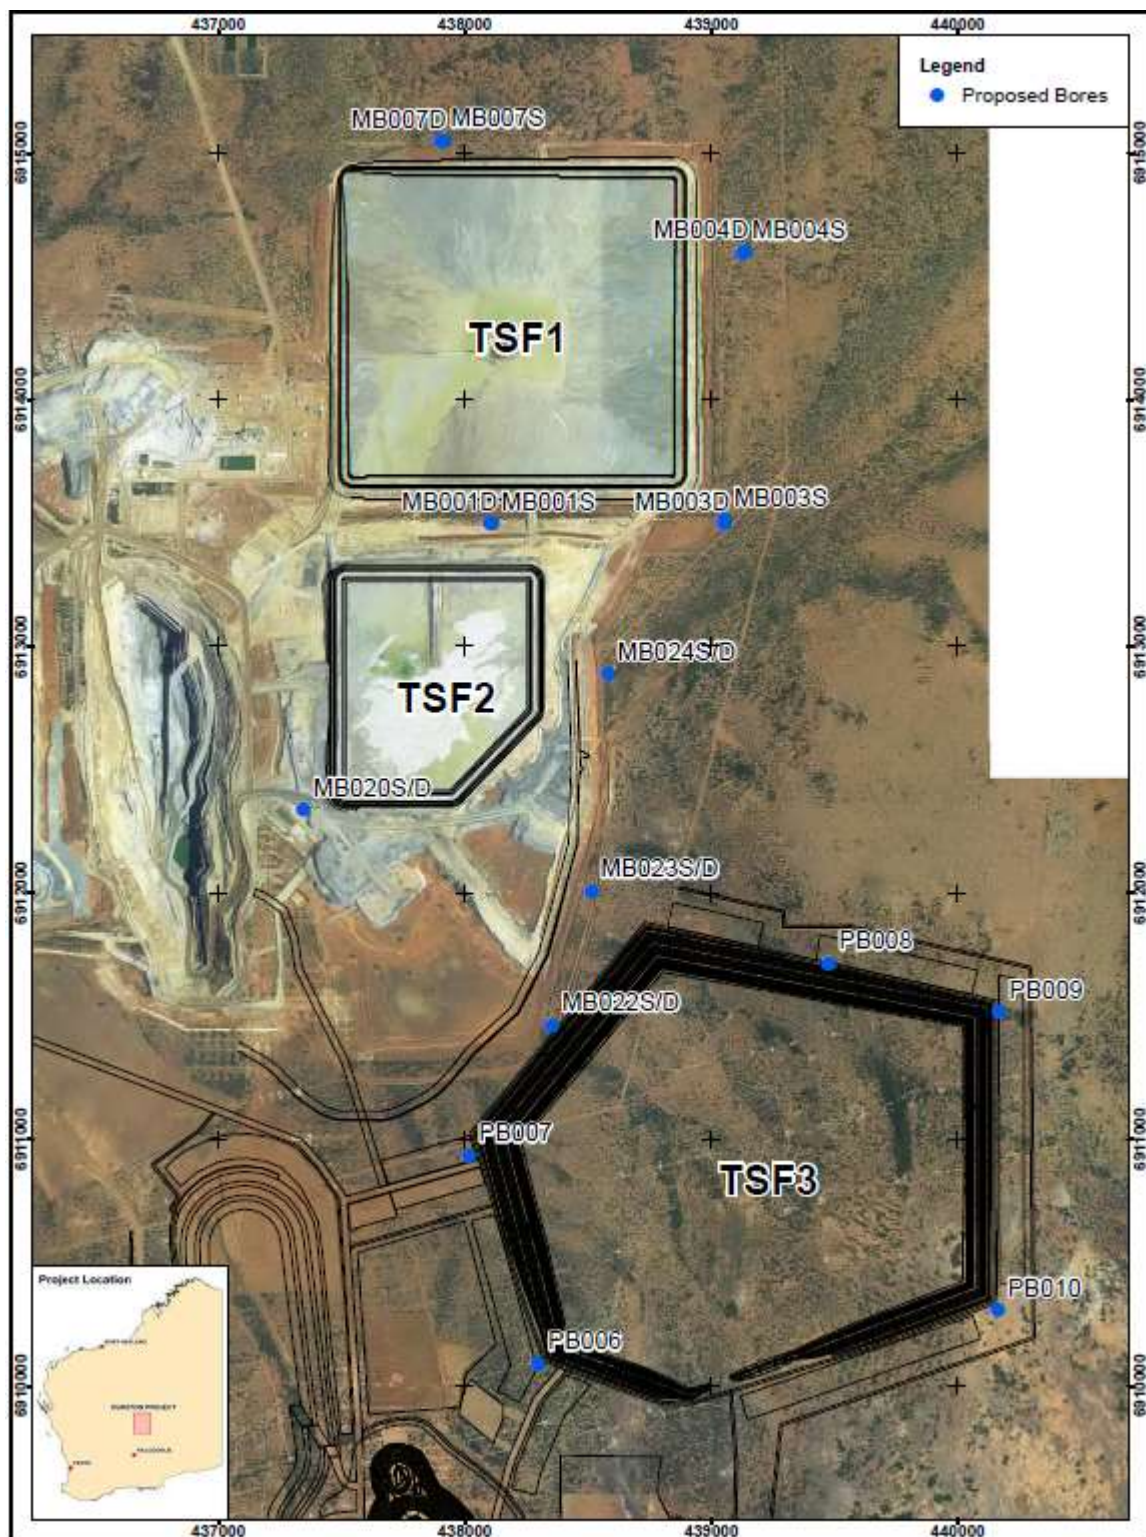 437000 438000 439000 440000
Legend
Proposed Bores
MB007D MB007S
6915000 6915000
MB004D MB004S
TSF1
6914000 6914000
MB001D MB001S MB003D MB003S
6913000 6913000
MB024S/D
TSF2
MB020S/D
6912000 6912000
MB023S/D
PB008
PB009
MB022S/D
6911000 6911000
PB007
TSF3
PB010
Project Location
PB006
6910000 6910000
PROJECT
437000 438000 439000 440000